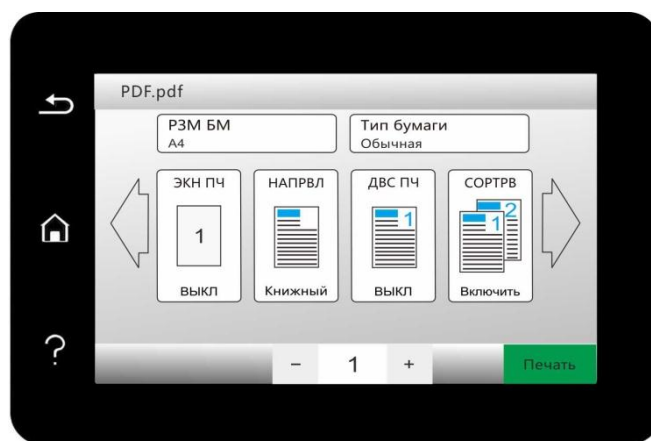 PDF.pdf
РЗМ БМ
A4
Тип бумаги
Обычная
ЭКН ПЧ
1
ВЫКЛ
НАПРВЛ
Книжный
ДВС ПЧ
1
ВЫКЛ
СОРТРВ
1
2
Включить
?
− 1 +
Печать